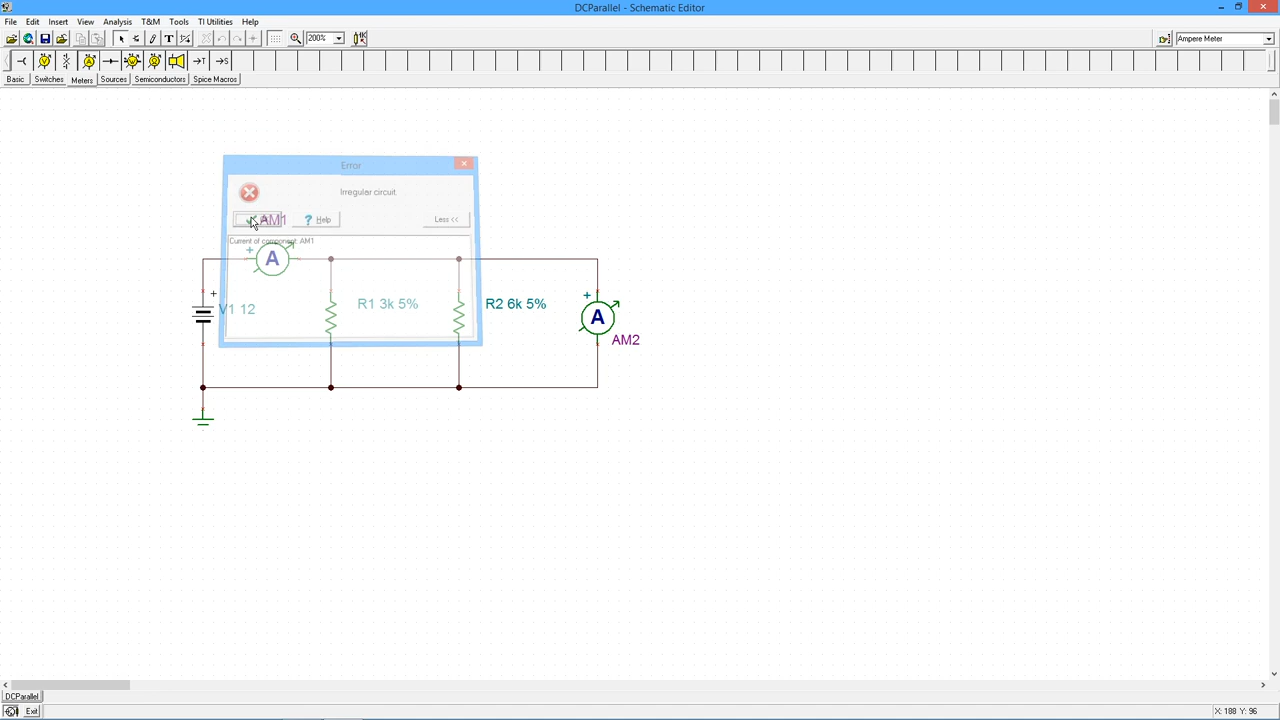 DCParallel - Schematic Editor
File Edit Insert View Analysis T&M Tools TI Utilities Help
200%
Ampere Meter
Basic Switches Meters Sources Semiconductors Spice Macros
Error
Irregular circuit.
AM1 Help Less <<
Current of component: AM1
+
A
+ V1 12
R1 3k 5%
R2 6k 5%
+
A
AM2
DCParallel
Exit
X: 188 Y: 96